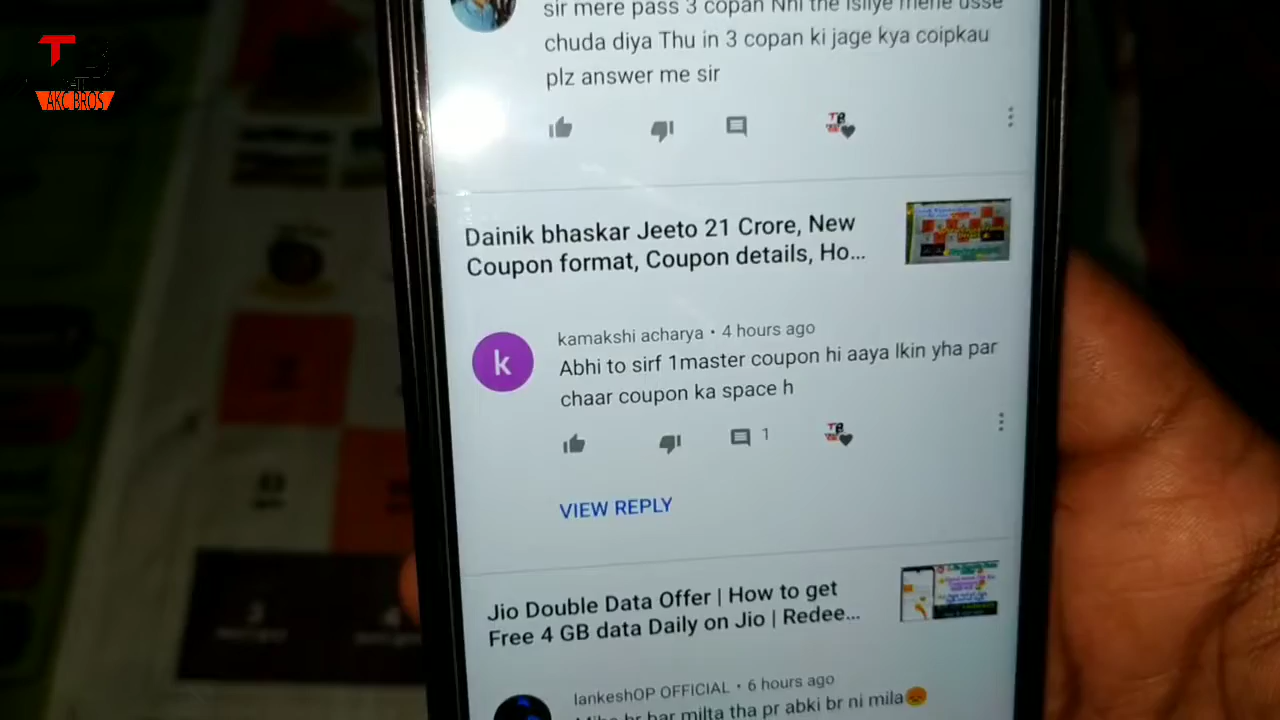 TB
AKC BROS
sir mere pass 3 copan Nhi the isliye mene usse
chuda diya Thu in 3 copan ki jage kya coipkau
plz answer me sir
Dainik bhaskar Jeeto 21 Crore, New
Coupon format, Coupon details, Ho...
kamakshi acharya • 4 hours ago
k
Abhi to sirf 1master coupon hi aaya lkin yha par
chaar coupon ka space h
1
VIEW REPLY
Jio Double Data Offer | How to get
Free 4 GB data Daily on Jio | Redee...
lankeshOP OFFICIAL • 6 hours ago
br bar milta tha pr abki br ni mila😞